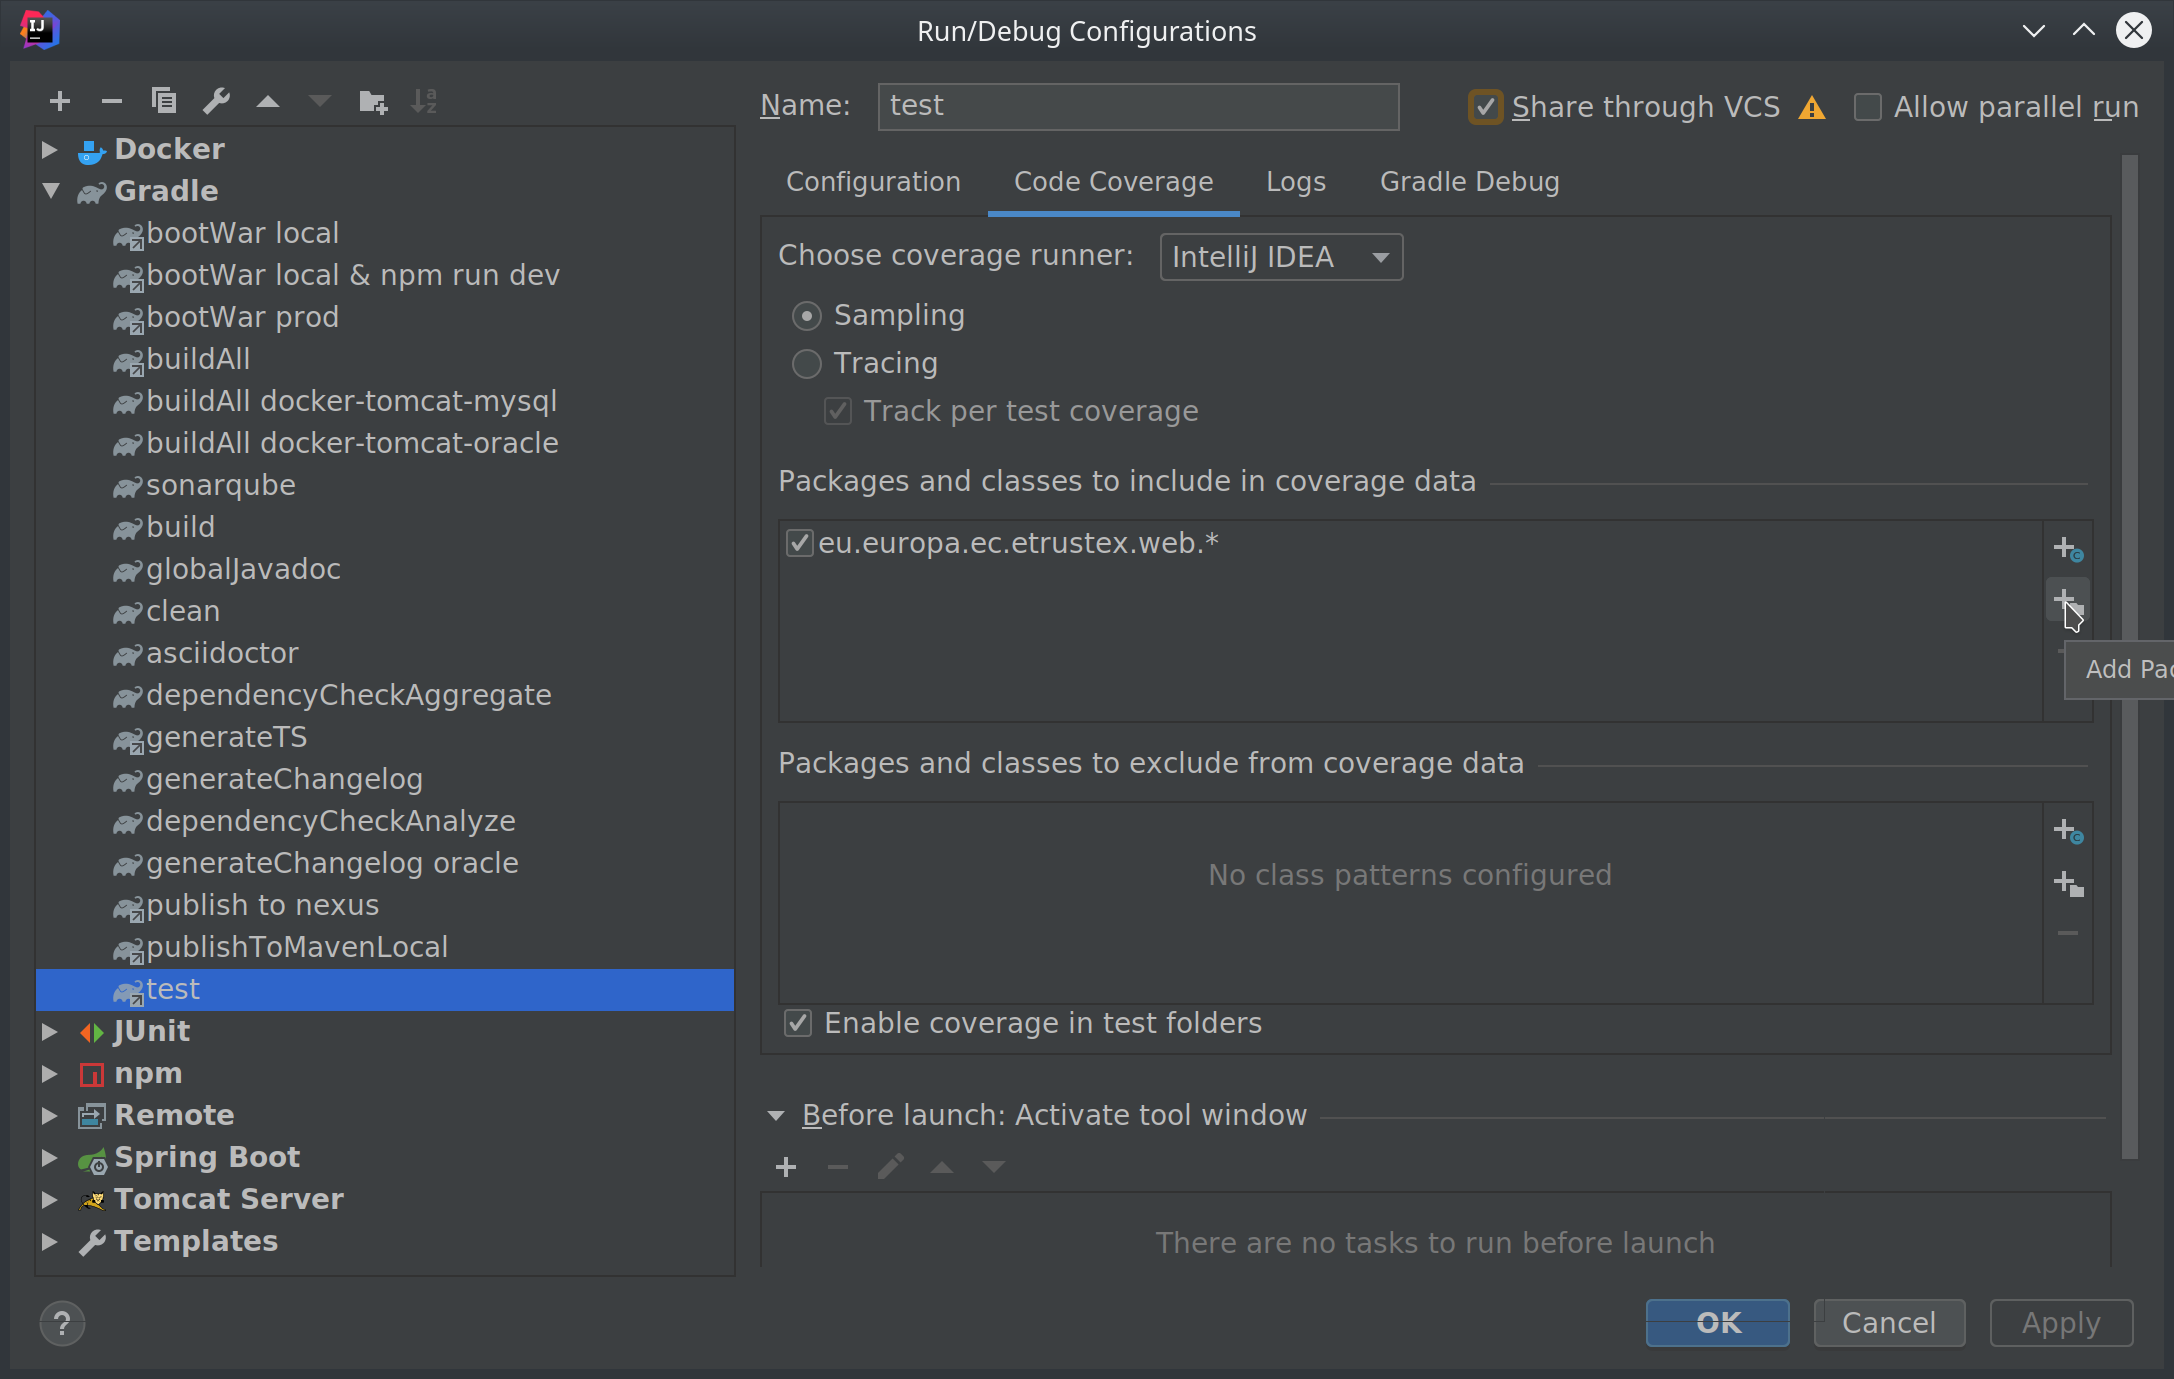 Run/Debug Configurations
Name: test
Share through VCS
Allow parallel run
Docker
Gradle
bootWar local
bootWar local & npm run dev
bootWar prod
buildAll
buildAll docker-tomcat-mysql
buildAll docker-tomcat-oracle
sonarqube
build
globalJavadoc
clean
asciidoctor
dependencyCheckAggregate
generateTS
generateChangelog
dependencyCheckAnalyze
generateChangelog oracle
publish to nexus
publishToMavenLocal
test
JUnit
npm
Remote
Spring Boot
Tomcat Server
Templates
Configuration Code Coverage Logs Gradle Debug
Choose coverage runner: IntelliJ IDEA
Sampling
Tracing
Track per test coverage
Packages and classes to include in coverage data
eu.europa.ec.etrustex.web.*
Add Pac
Packages and classes to exclude from coverage data
No class patterns configured
Enable coverage in test folders
Before launch: Activate tool window
There are no tasks to run before launch
?
OK Cancel Apply